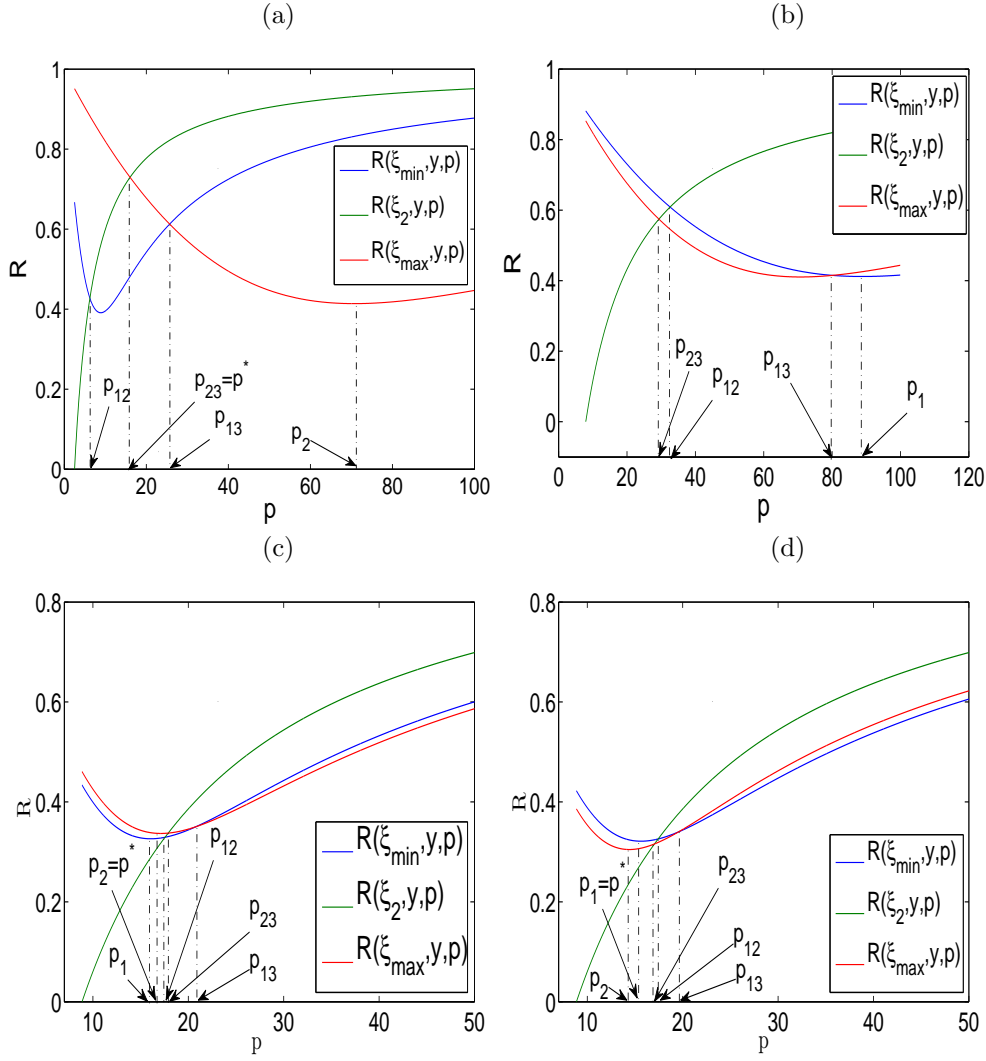 (a)
1
0.8
0.6
0.4
0.2
0
R
R(ξmin,y,p)
R(ξ2,y,p)
R(ξmax,y,p)
p12
p23=p*
p13
p2
0 20 40 60 80 100
p
(b)
1
0.8
0.6
0.4
0.2
0
R
R(ξmin,y,p)
R(ξ2,y,p)
R(ξmax,y,p)
p23
p12
p13
p1
0 20 40 60 80 100 120
p
(c)
0.8
0.6
0.4
0.2
0
R
R(ξmin,y,p)
R(ξ2,y,p)
R(ξmax,y,p)
p12
p2=p*
p23
p1
p13
10 20 30 40 50
p
(d)
0.8
0.6
0.4
0.2
0
R
R(ξmin,y,p)
R(ξ2,y,p)
R(ξmax,y,p)
p23
p1=p*
p12
p2
p13
10 20 30 40 50
p